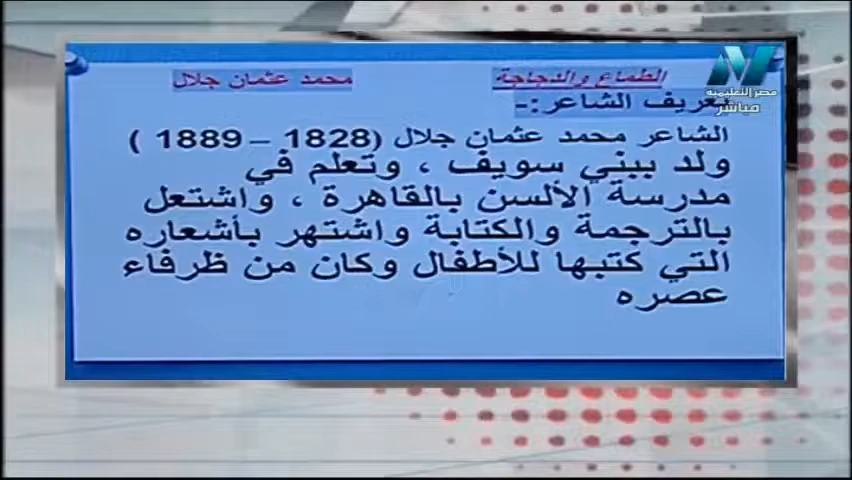 الطماع والدجاجة محمد عثمان جلال
تعريف الشاعر:-
الشاعر محمد عثمان جلال (1828 – 1889 )
ولد ببني سويف ، وتعلم في
مدرسة الألسن بالقاهرة ، واشتعل
بالترجمة والكتابة واشتهر بأشعاره
التي كتبها للأطفال وكان من ظرفاء
عصره
مصر التعليمية
مباشر